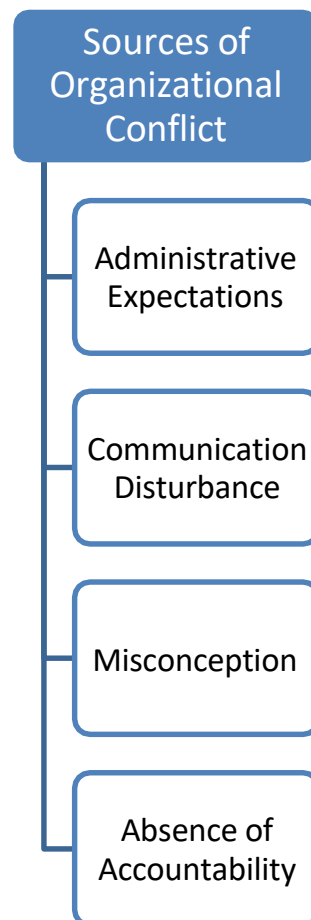 Sources of
Organizational
Conflict
Administrative
Expectations
Communication
Disturbance
Misconception
Absence of
Accountability